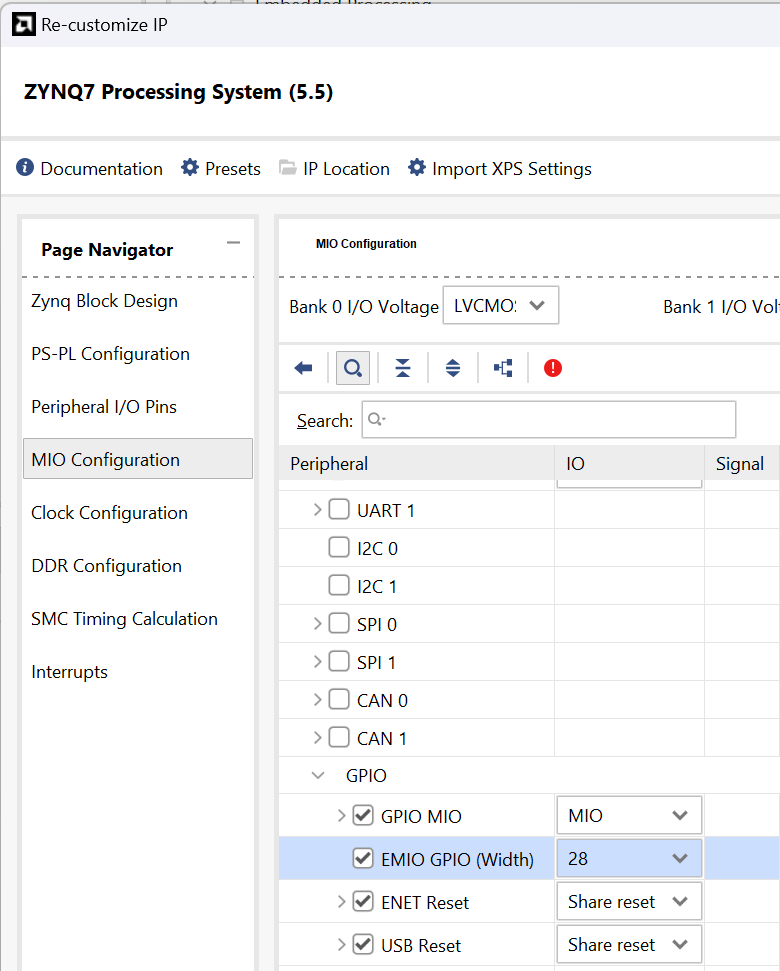 Embedded Processing
Re-customize IP
ZYNQ7 Processing System (5.5)
Documentation Presets IP Location Import XPS Settings
Page Navigator
Zynq Block Design
PS-PL Configuration
Peripheral I/O Pins
MIO Configuration
Clock Configuration
DDR Configuration
SMC Timing Calculation
Interrupts
MIO Configuration
Bank 0 I/O Voltage LVCMOS Bank 1 I/O Vol
Search:
Peripheral IO Signal
UART 1
I2C 0
I2C 1
SPI 0
SPI 1
CAN 0
CAN 1
GPIO
GPIO MIO MIO
EMIO GPIO (Width) 28
ENET Reset Share reset
USB Reset Share reset